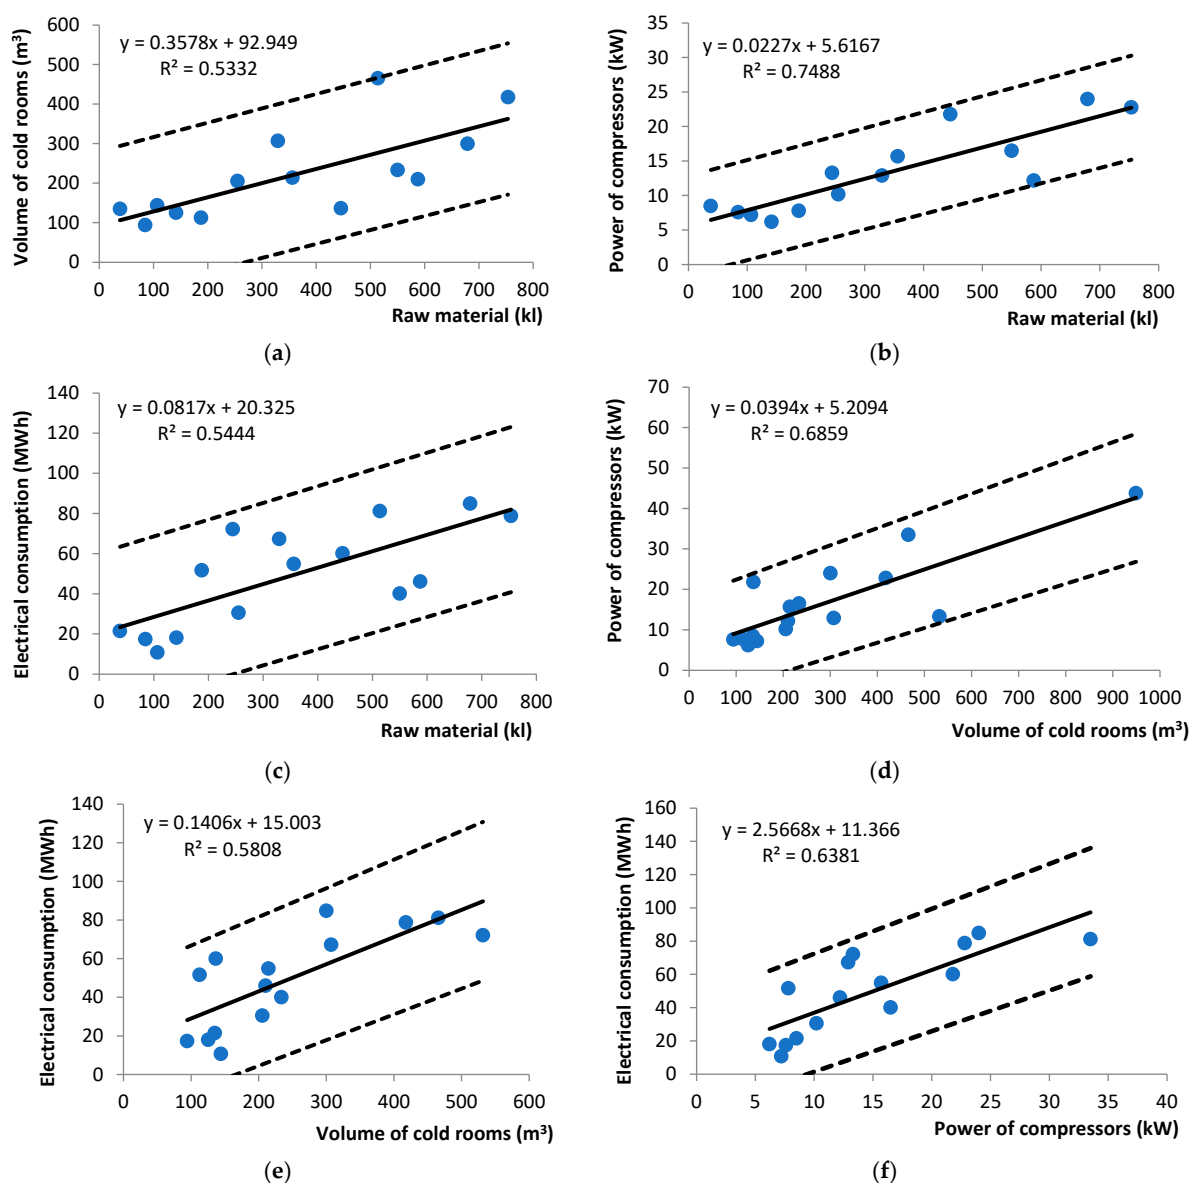 y = 0.3578x + 92.949
R² = 0.5332
Volume of cold rooms (m³)
600
500
400
300
200
100
0
0 100 200 300 400 500 600 700 800
Raw material (kl)
(a)
y = 0.0227x + 5.6167
R² = 0.7488
Power of compressors (kW)
35
30
25
20
15
10
5
0
0 100 200 300 400 500 600 700 800
Raw material (kl)
(b)
y = 0.0817x + 20.325
R² = 0.5444
Electrical consumption (MWh)
140
120
100
80
60
40
20
0
0 100 200 300 400 500 600 700 800
Raw material (kl)
(c)
y = 0.0394x + 5.2094
R² = 0.6859
Power of compressors (kW)
70
60
50
40
30
20
10
0
0 100 200 300 400 500 600 700 800 900 1000
Volume of cold rooms (m³)
(d)
y = 0.1406x + 15.003
R² = 0.5808
Electrical consumption (MWh)
140
120
100
80
60
40
20
0
0 100 200 300 400 500 600
Volume of cold rooms (m³)
(e)
y = 2.5668x + 11.366
R² = 0.6381
Electrical consumption (MWh)
160
140
120
100
80
60
40
20
0
0 5 10 15 20 25 30 35 40
Power of compressors (kW)
(f)